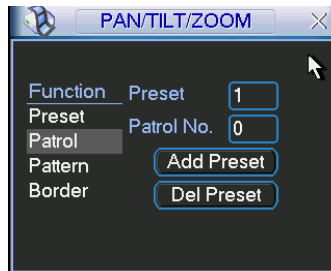 PAN/TILT/ZOOM
Function
Preset 1
Preset
Patrol No. 0
Patrol
Pattern
Add Preset
Border
Del Preset